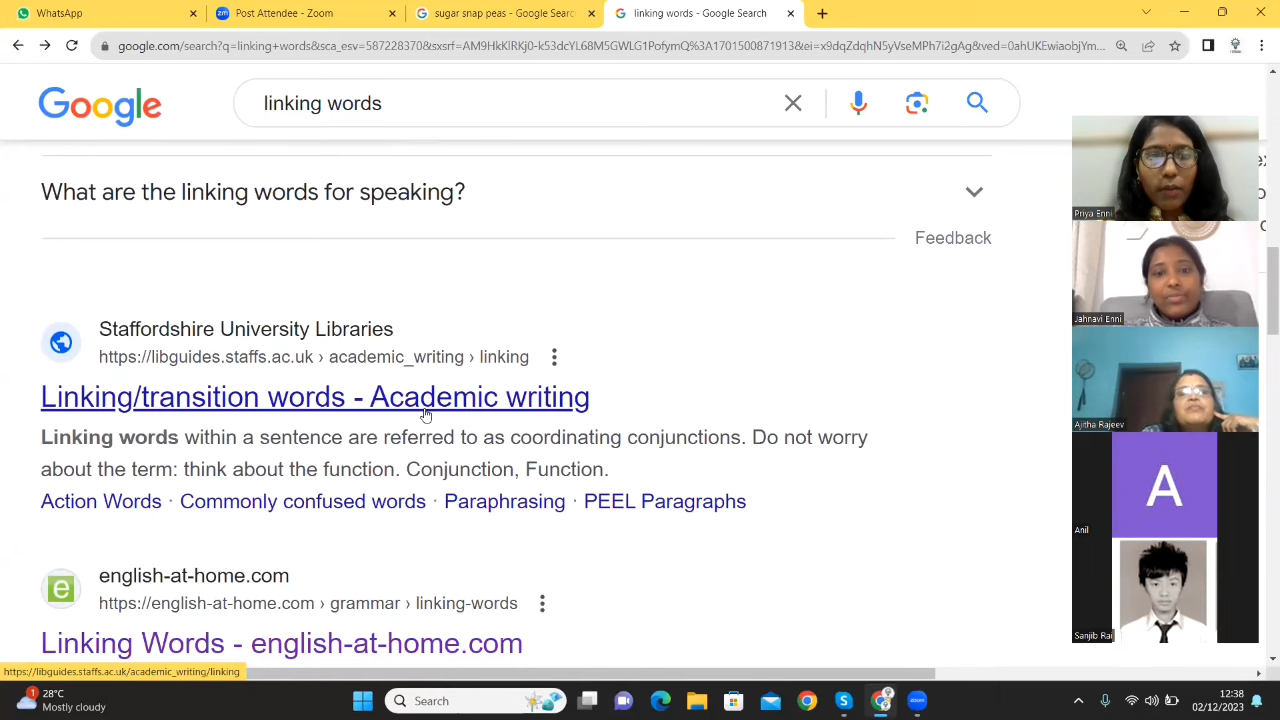 WhatsApp
Post Attendee - Zoom
sugar snap peas - Google Searc
linking words - Google Search
google.com/search?q=linking+words&sca_esv=587228370&sxsrf=AM9HkKlKj0-k53dcYL68M5GWLG1PofymQ%3A1701500871913&ei=x9dqZdqhN5yVseMPh7i2gAg&ved=0ahUKEwiaobjYm...
Google
linking words
What are the linking words for speaking?
Feedback
Staffordshire University Libraries
https://libguides.staffs.ac.uk › academic_writing › linking
Linking/transition words - Academic writing
Linking words within a sentence are referred to as coordinating conjunctions. Do not worry
about the term: think about the function. Conjunction, Function.
Action Words · Commonly confused words · Paraphrasing · PEEL Paragraphs
english-at-home.com
https://english-at-home.com › grammar › linking-words
Linking Words - english-at-home.com
Priya Enni
Jahnavi Enni
Ajitha Rajeev
A
Anil
Sanjib Rai
https://libguides.staffs.ac.uk/academic_writing/linking
1
28°C
Mostly cloudy
Search
12:38
02/12/2023